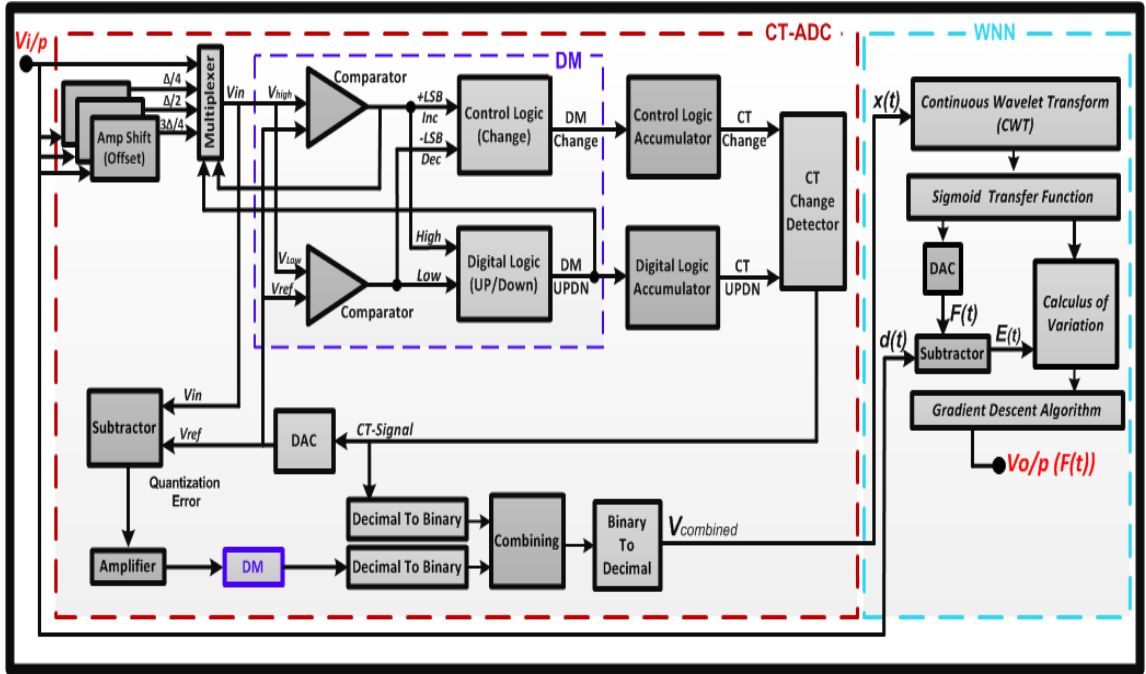 Vi/p
CT-ADC
WNN
DM
Δ/4
Δ/2
3Δ/4
Amp Shift
(Offset)
Multiplexer
Vin
Vhigh
Comparator
+LSB
Inc
-LSB
Dec
Control Logic
(Change)
DM
Change
Control Logic
Accumulator
CT
Change
CT
Change
Detector
VLow
Vref
Comparator
High
Low
Digital Logic
(UP/Down)
DM
UPDN
Digital Logic
Accumulator
CT
UPDN
Subtractor
Vin
Vref
DAC
CT-Signal
Quantization
Error
Amplifier
DM
Decimal To Binary
Decimal To Binary
Combining
Binary
To
Decimal
Vcombined
x(t)
Continuous Wavelet Transform
(CWT)
Sigmoid Transfer Function
DAC
F(t)
d(t)
Subtractor
E(t)
Calculus of
Variation
Gradient Descent Algorithm
Vo/p (F(t))